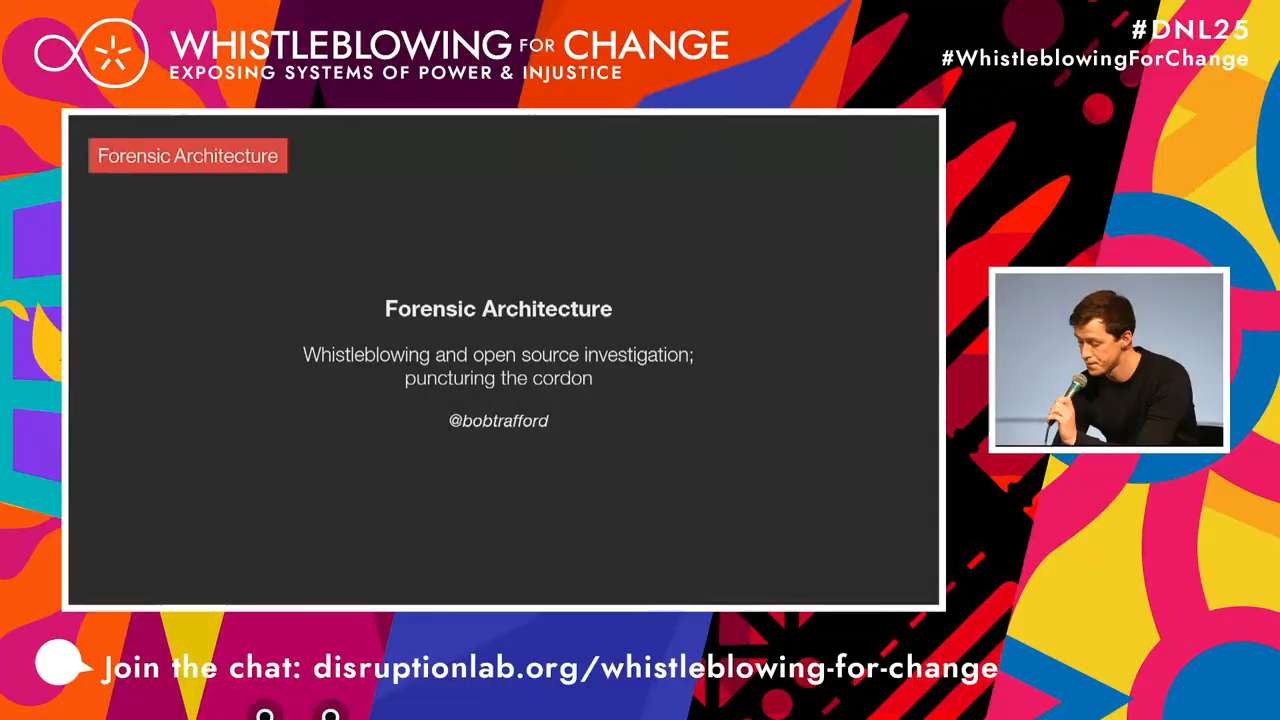 WHISTLEBLOWING FOR CHANGE
EXPOSING SYSTEMS OF POWER & INJUSTICE
#DNL25
#WhistleblowingForChange
Forensic Architecture
Forensic Architecture
Whistleblowing and open source investigation;
puncturing the cordon
@bobtrafford
Join the chat: disruptionlab.org/whistleblowing-for-change